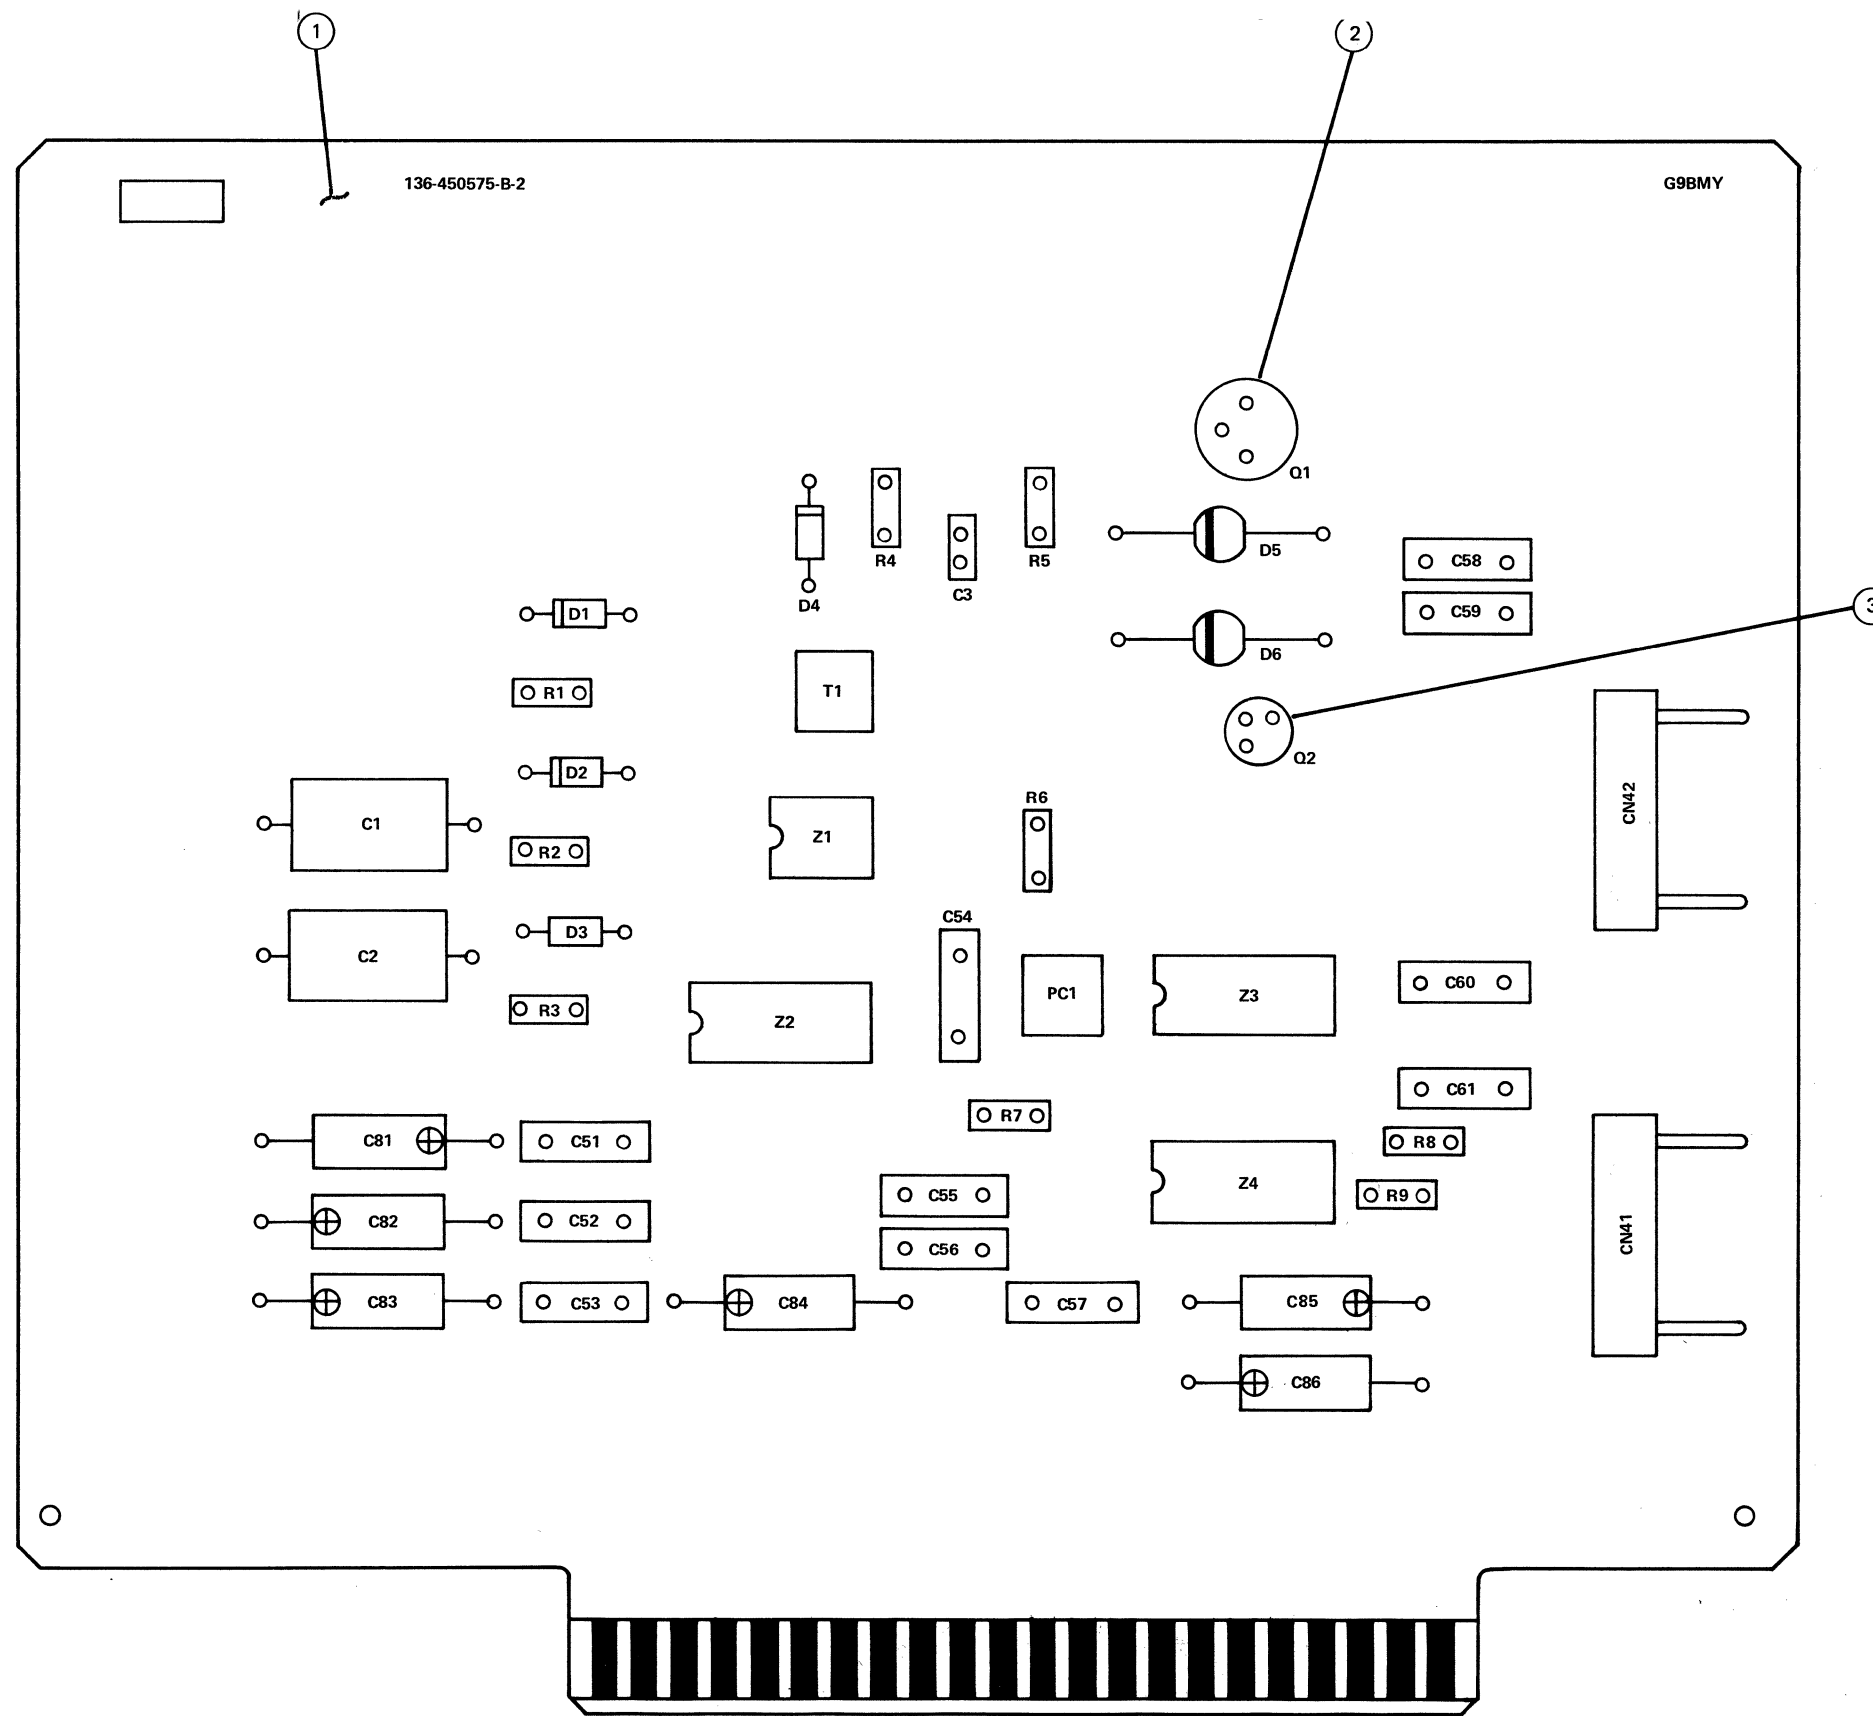 1
2
136-450575-B-2
G9BMY
Q1
R4
R5
D5
C58
C3
D4
D1
C59
3
D6
R1
T1
Q2
D2
R6
CN42
C1
Z1
R2
C54
D3
C2
C60
PC1
Z3
R3
Z2
C61
R7
C81
C51
R8
Z4
C55
R9
C82
C52
CN41
C56
C83
C53
C84
C57
C85
C86